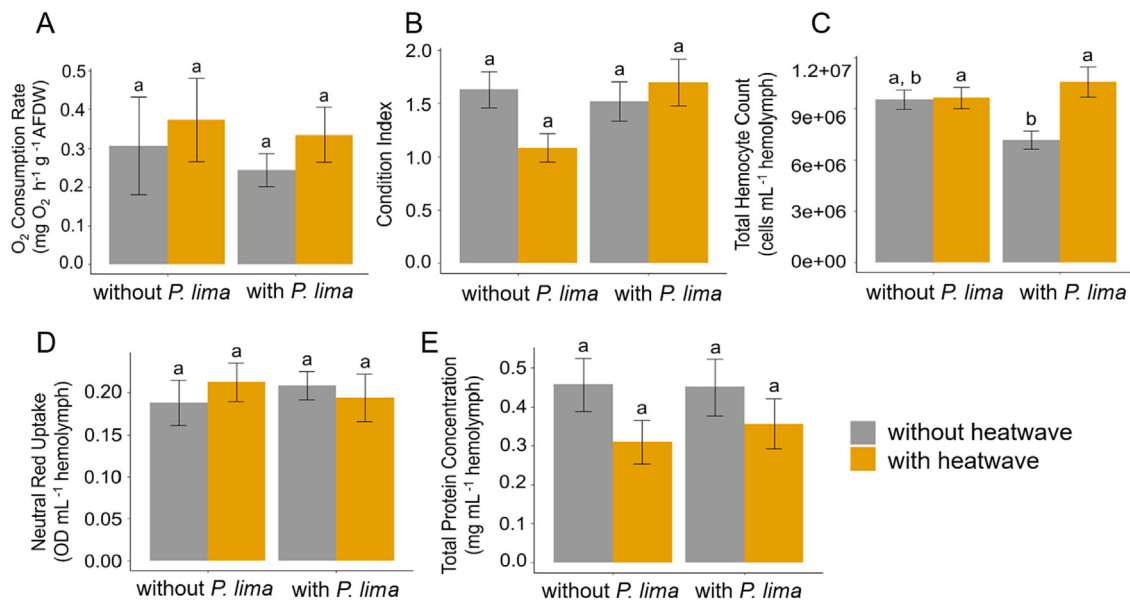 A
O₂ Consumption Rate
(mg O₂ h⁻¹ g⁻¹AFDW)
0.5
0.4
0.3
0.2
0.1
0.0
a
a
a
a
without P. lima
with P. lima
B
Condition Index
2.0
1.5
1.0
0.5
0.0
a
a
a
a
without P. lima
with P. lima
C
Total Hemocyte Count
(cells mL⁻¹ hemolymph)
1.2e+07
9e+06
6e+06
3e+06
0e+00
a, b
a
b
a
without P. lima
with P. lima
D
Neutral Red Uptake
(OD mL⁻¹ hemolymph)
0.20
0.15
0.10
0.05
0.00
a
a
a
a
without P. lima
with P. lima
E
Total Protein Concentration
(mg mL⁻¹ hemolymph)
0.5
0.4
0.3
0.2
0.1
0.0
a
a
a
a
without P. lima
with P. lima
without heatwave
with heatwave